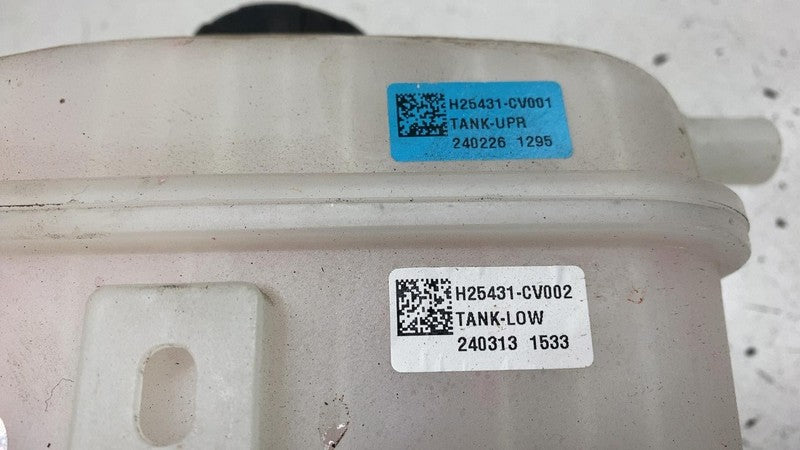 H25431-CV001
TANK-UPR
240226 1295
H25431-CV002
TANK-LOW
240313 1533